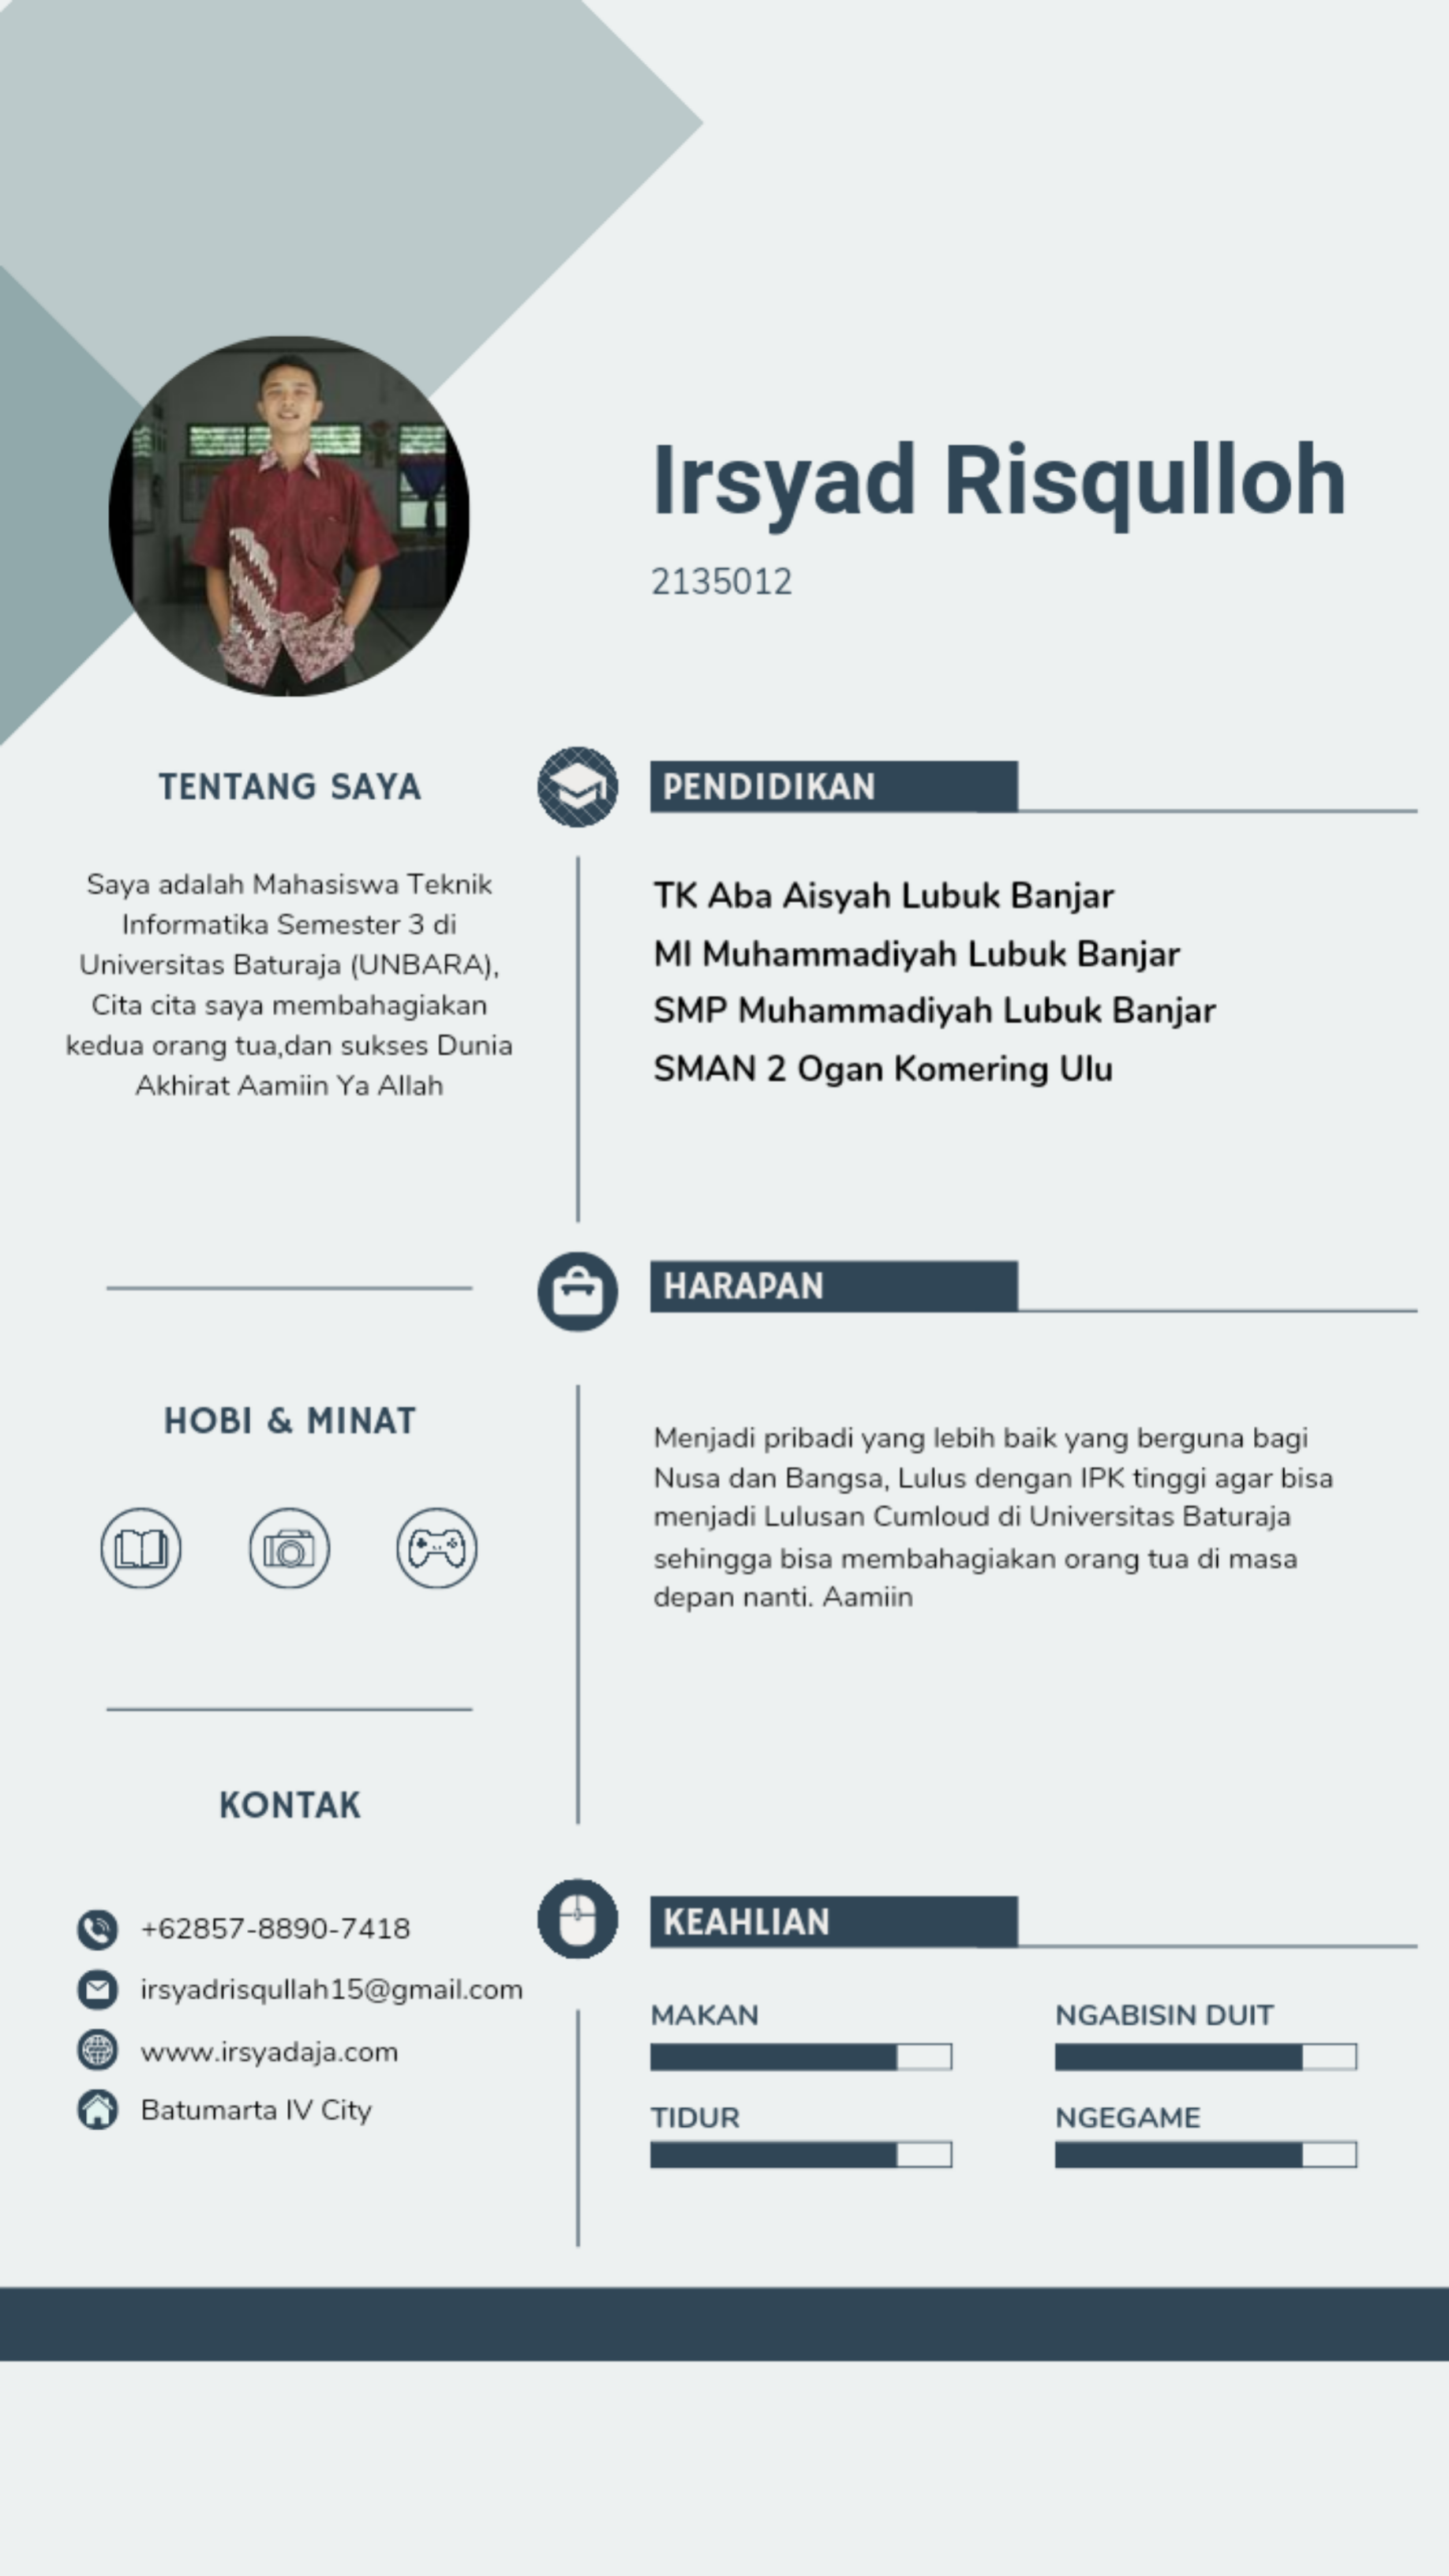 Irsyad Risqulloh
2135012
TENTANG SAYA
Saya adalah Mahasiswa Teknik
Informatika Semester 3 di
Universitas Baturaja (UNBARA),
Cita cita saya membahagiakan
kedua orang tua,dan sukses Dunia
Akhirat Aamiin Ya Allah
HOBI & MINAT
KONTAK
+62857-8890-7418
irsyadrisqullah15@gmail.com
www.irsyadaja.com
Batumarta IV City
PENDIDIKAN
TK Aba Aisyah Lubuk Banjar
MI Muhammadiyah Lubuk Banjar
SMP Muhammadiyah Lubuk Banjar
SMAN 2 Ogan Komering Ulu
HARAPAN
Menjadi pribadi yang lebih baik yang berguna bagi
Nusa dan Bangsa, Lulus dengan IPK tinggi agar bisa
menjadi Lulusan Cumloud di Universitas Baturaja
sehingga bisa membahagiakan orang tua di masa
depan nanti. Aamiin
KEAHLIAN
MAKAN
NGABISIN DUIT
TIDUR
NGEGAME